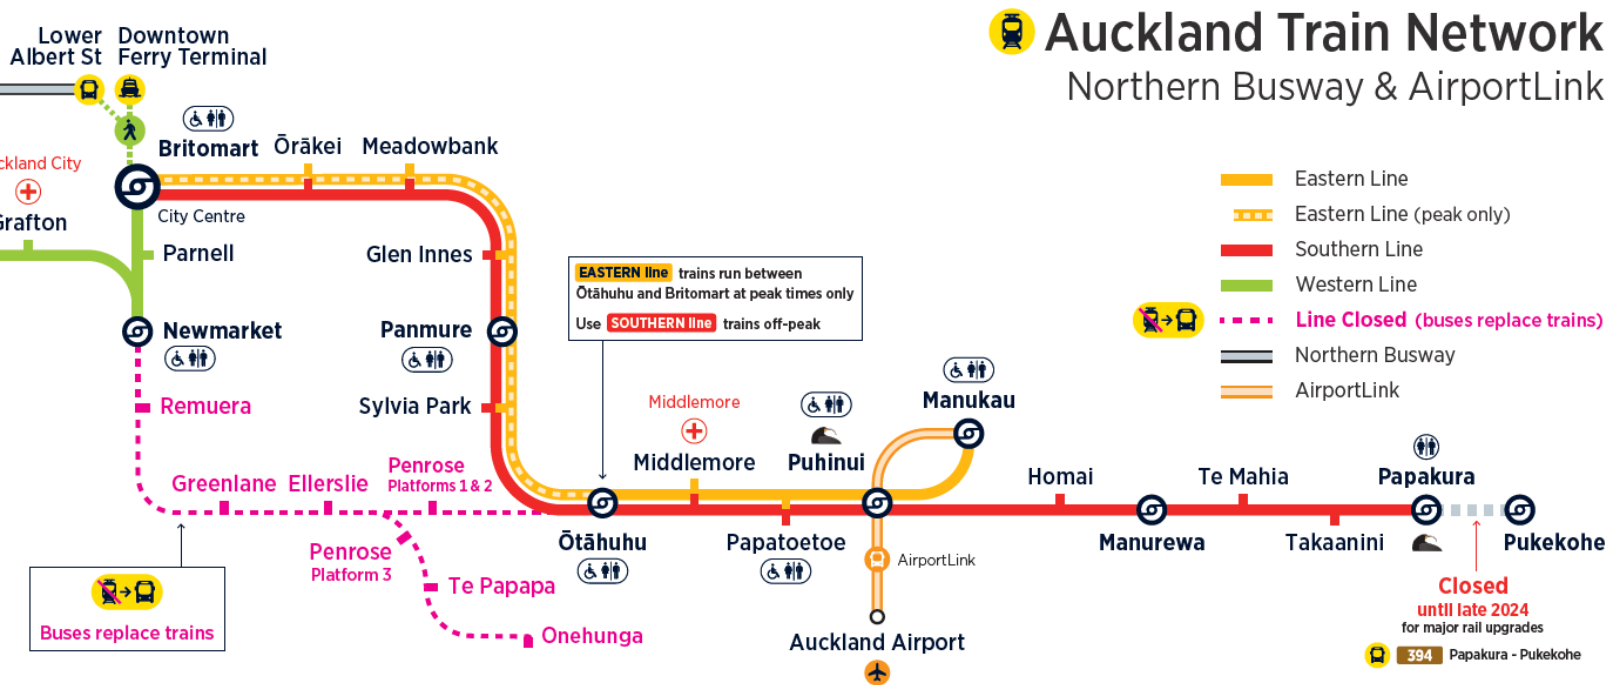 Auckland Train Network
Northern Busway & AirportLink
Lower
Albert St
Downtown
Ferry Terminal
Britomart
City Centre
Ōrākei
Meadowbank
City
Parnell
Glen Innes
Newmarket
Panmure
Remuera
Sylvia Park
Greenlane
Ellerslie
Penrose
Platforms 1 & 2
Penrose
Platform 3
Te Papapa
Onehunga
Buses replace trains
EASTERN line trains run between
Ōtāhuhu and Britomart at peak times only
Use SOUTHERN line trains off-peak
Ōtāhuhu
Middlemore
Middlemore
Papatoetoe
Puhinui
Manukau
AirportLink
Auckland Airport
Homai
Manurewa
Te Mahia
Takaanini
Papakura
Pukekohe
Closed
until late 2024
for major rail upgrades
394 Papakura - Pukekohe
Eastern Line
Eastern Line (peak only)
Southern Line
Western Line
Line Closed (buses replace trains)
Northern Busway
AirportLink